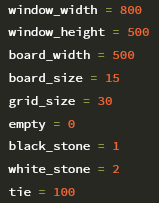 window_width = 800
window_height = 500
board_width = 500
board_size = 15
grid_size = 30
empty = 0
black_stone = 1
white_stone = 2
tie = 100